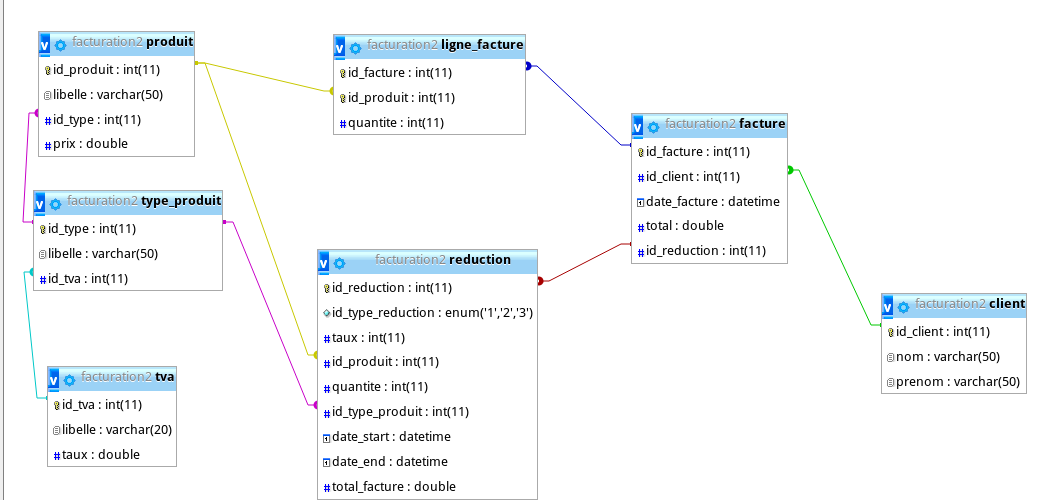 facturation2 produit
id_produit : int(11)
libelle : varchar(50)
id_type : int(11)
prix : double
facturation2 ligne_facture
id_facture : int(11)
id_produit : int(11)
quantite : int(11)
facturation2 facture
id_facture : int(11)
id_client : int(11)
date_facture : datetime
total : double
id_reduction : int(11)
facturation2 type_produit
id_type : int(11)
libelle : varchar(50)
id_tva : int(11)
facturation2 reduction
id_reduction : int(11)
id_type_reduction : enum('1','2','3')
taux : int(11)
id_produit : int(11)
quantite : int(11)
id_type_produit : int(11)
date_start : datetime
date_end : datetime
total_facture : double
facturation2 client
id_client : int(11)
nom : varchar(50)
prenom : varchar(50)
facturation2 tva
id_tva : int(11)
libelle : varchar(20)
taux : double